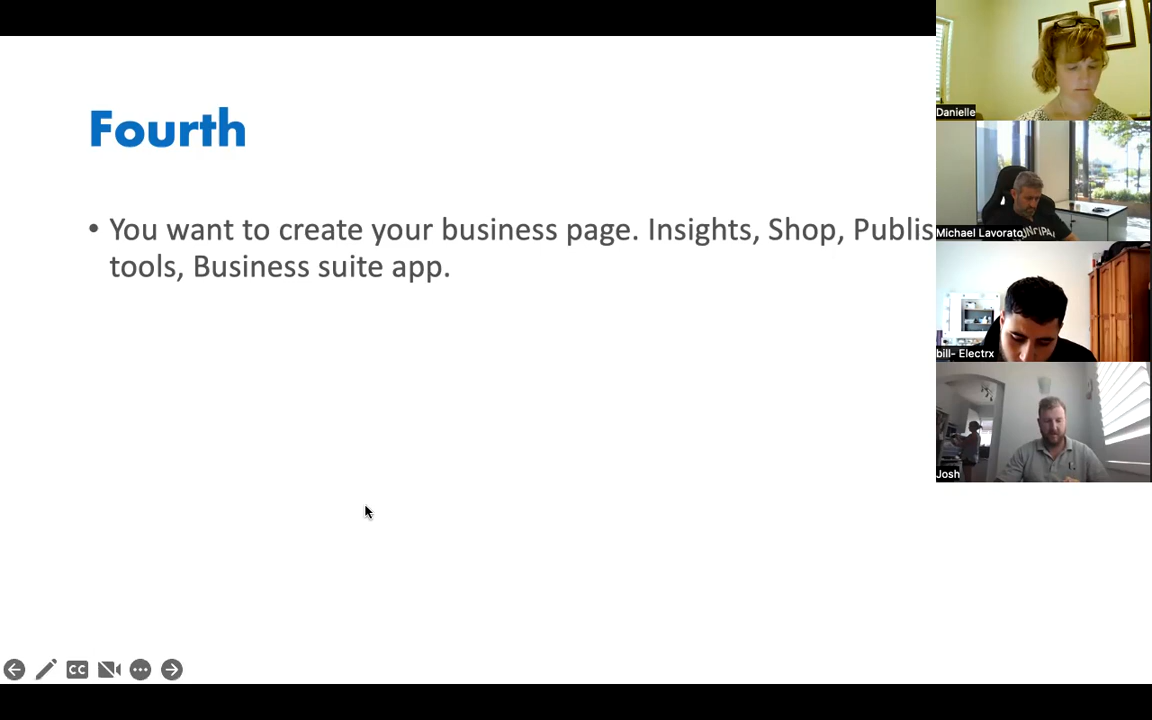 Fourth
• You want to create your business page. Insights, Shop, Publis
tools, Business suite app.
Danielle
Michael Lavorato
bill- Electrx
Josh
CC